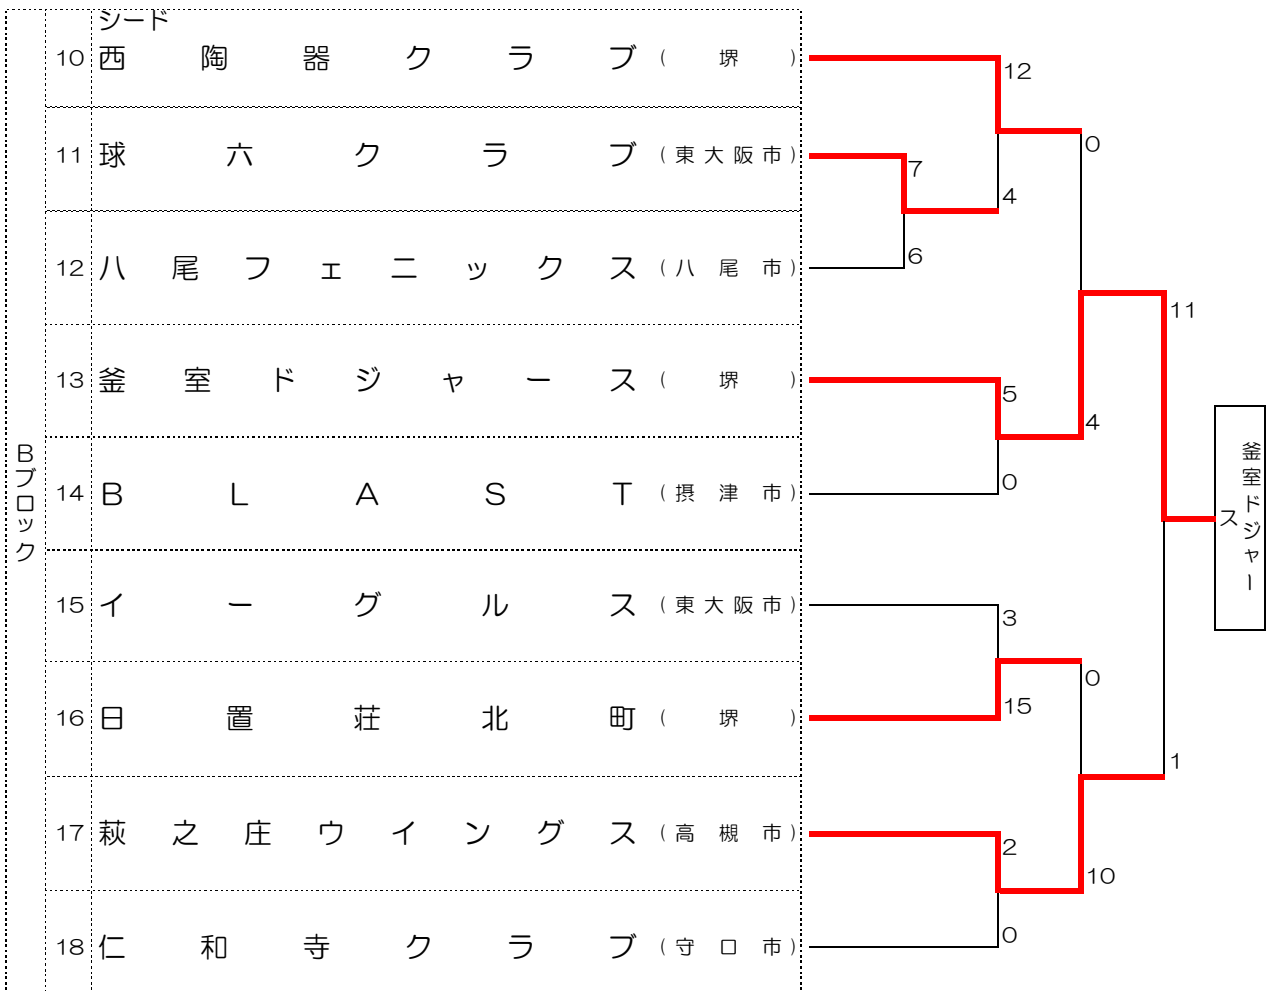 Bブロック
シード
10 西陶器クラブ (堺)
11 球六クラブ (東大阪市)
12 八尾フェニックス (八尾市)
13 釜室ドジャース (堺)
14 BLAST (摂津市)
15 イーグルス (東大阪市)
16 日置荘北町 (堺)
17 萩之庄ウイングス (高槻市)
18 仁和寺クラブ (守口市)
12
0
7
4
6
11
5
4
0
3
0
15
1
2
10
0
釜室ドジャー
ス